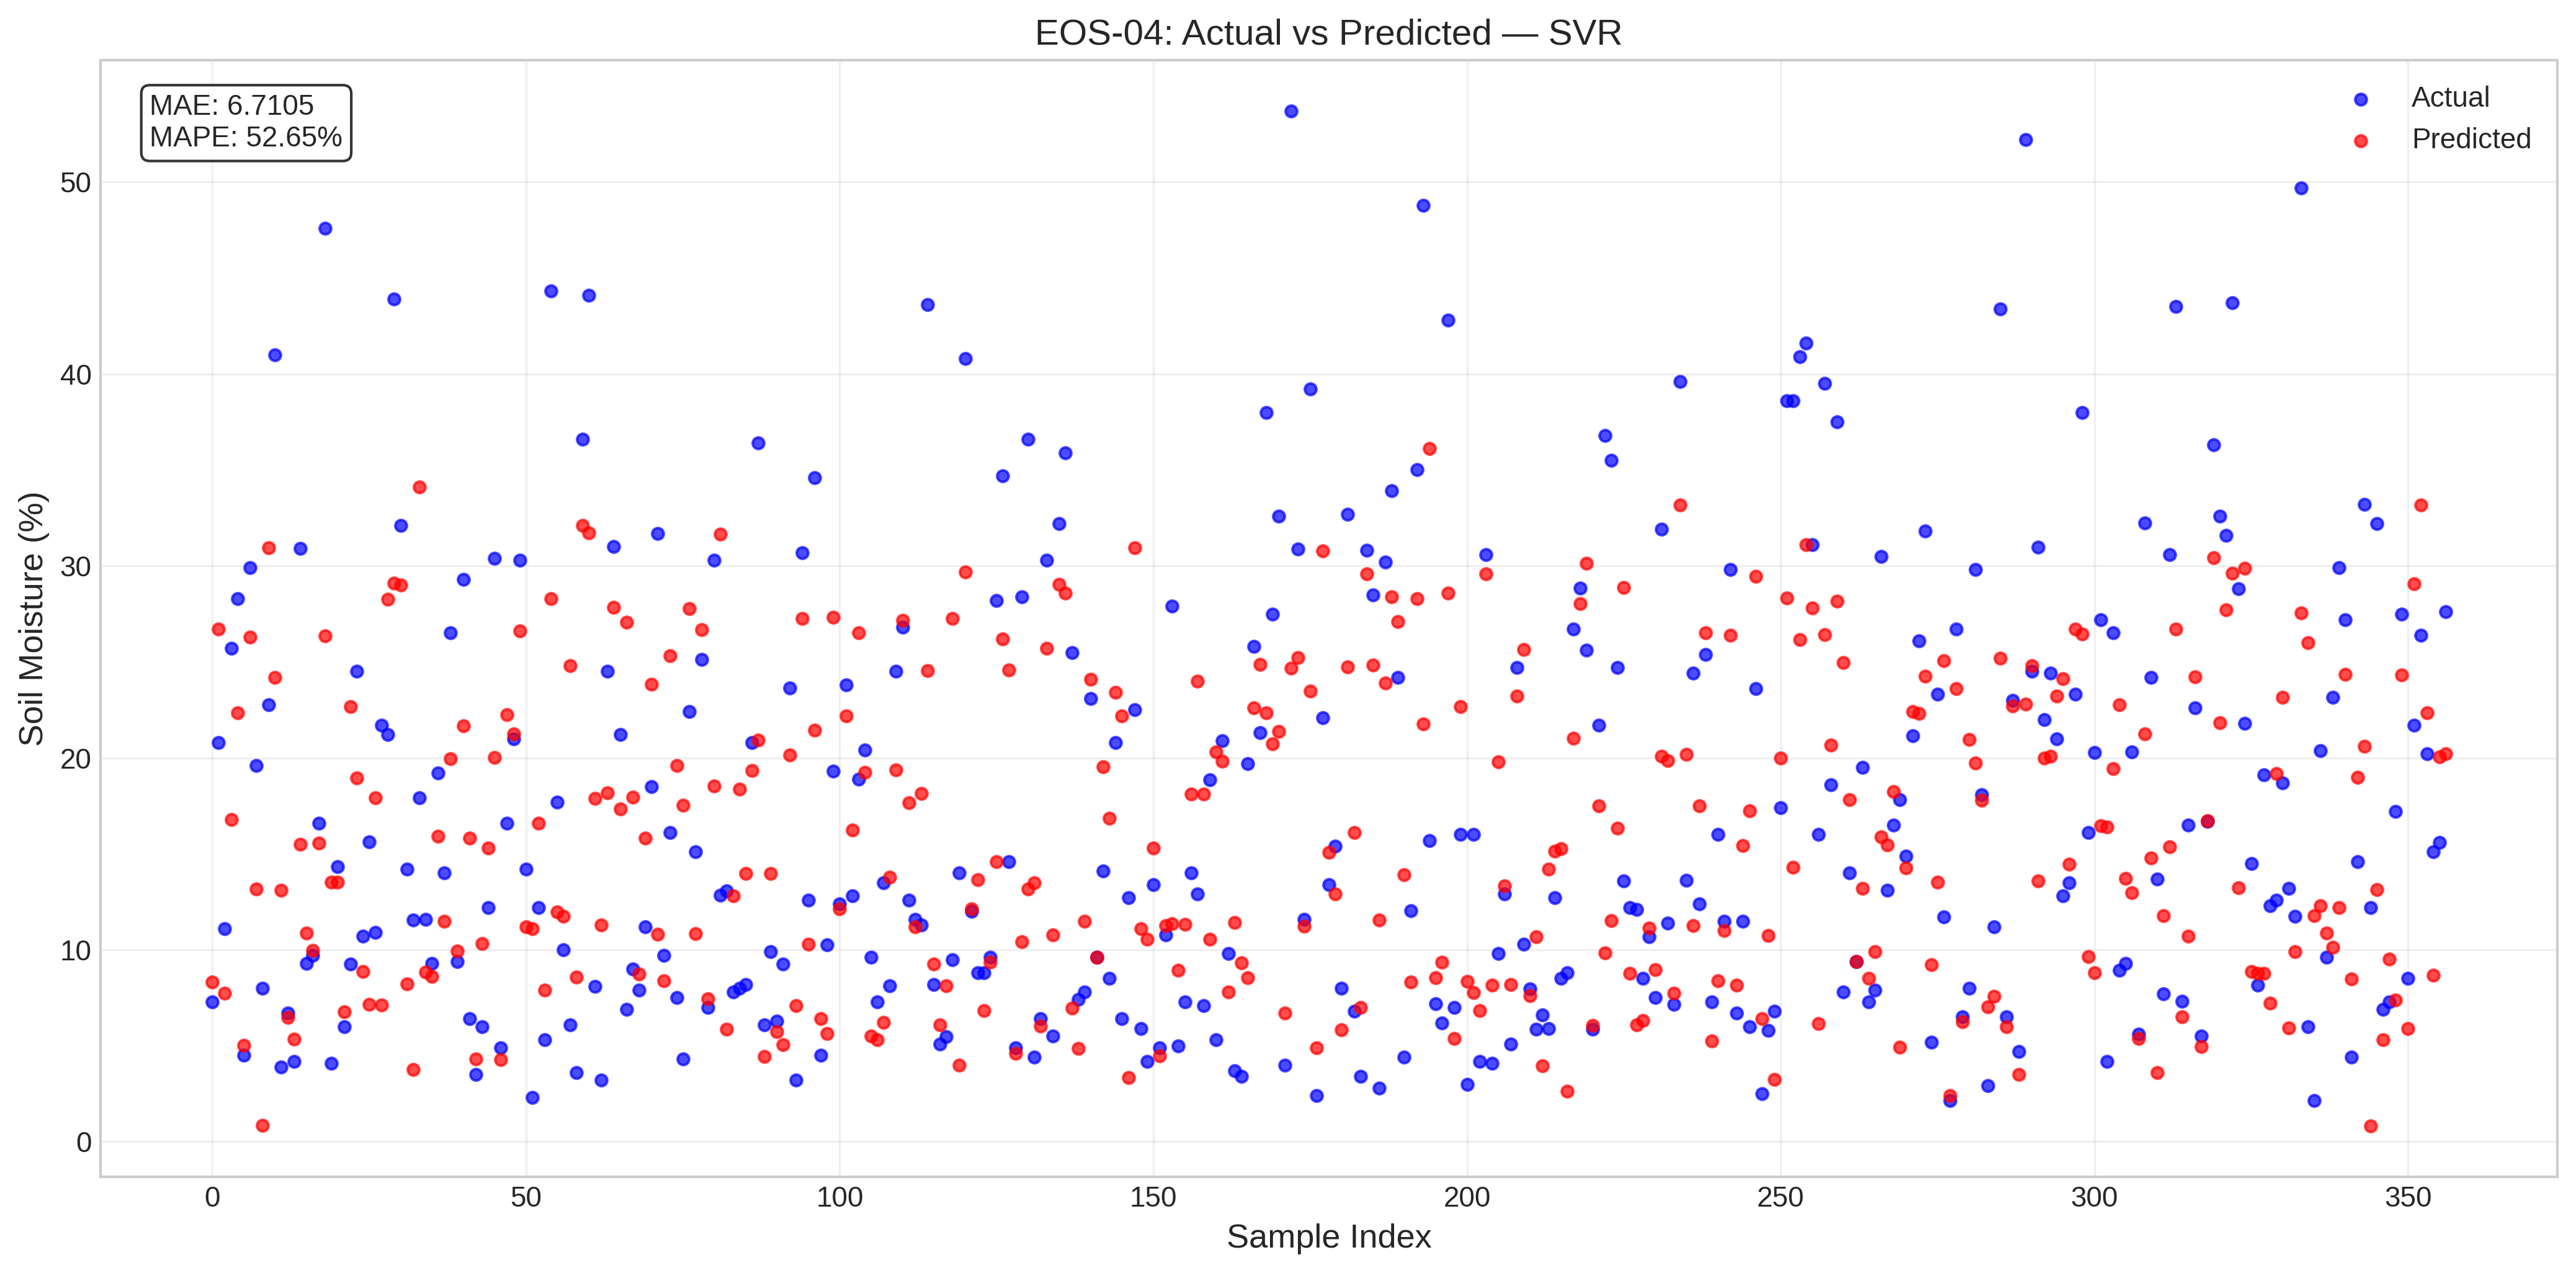 EOS-04: Actual vs Predicted — SVR
MAE: 6.7105
MAPE: 52.65%
Actual
Predicted
50
40
30
20
10
0
Soil Moisture (%)
0 50 100 150 200 250 300 350
Sample Index